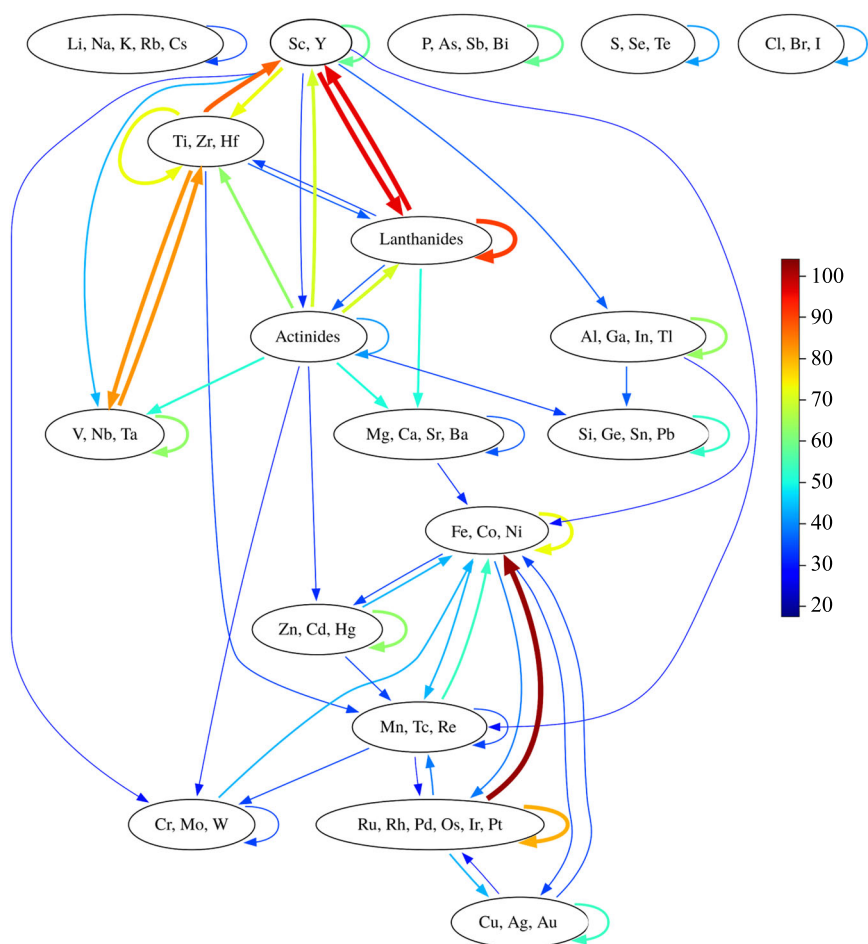 Li, Na, K, Rb, Cs
Sc, Y
P, As, Sb, Bi
S, Se, Te
Cl, Br, I
Ti, Zr, Hf
Lanthanides
Actinides
Al, Ga, In, Tl
V, Nb, Ta
Mg, Ca, Sr, Ba
Si, Ge, Sn, Pb
Fe, Co, Ni
Zn, Cd, Hg
Mn, Tc, Re
Cr, Mo, W
Ru, Rh, Pd, Os, Ir, Pt
Cu, Ag, Au
100
90
80
70
60
50
40
30
20